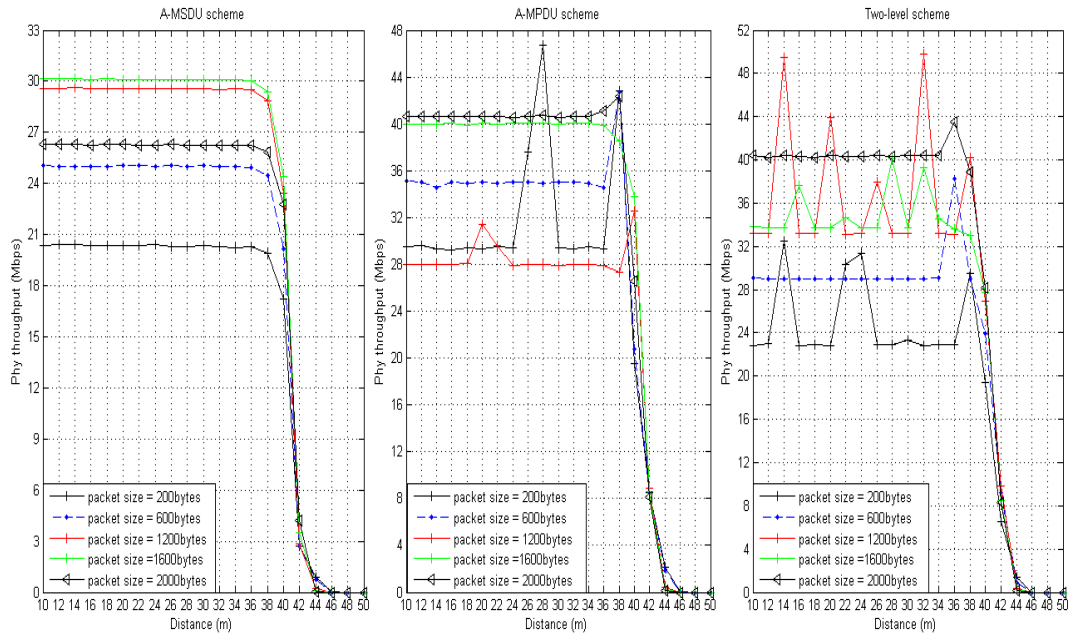 A-MSDU scheme
33
30
27
24
21
18
15
12
9
6
3
0
Phy throughput (Mbps)
packet size = 200bytes
packet size = 600bytes
packet size = 1200bytes
packet size =1600bytes
packet size = 2000bytes
10 12 14 16 18 20 22 24 26 28 30 32 34 36 38 40 42 44 46 48 50
Distance (m)
A-MPDU scheme
48
44
40
36
32
28
24
20
16
12
8
4
0
Phy throughput (Mbps)
packet size = 200bytes
packet size = 600bytes
packet size = 1200bytes
packet size =1600bytes
packet size = 2000bytes
10 12 14 16 18 20 22 24 26 28 30 32 34 36 38 40 42 44 46 48 50
Distance (m)
Two-level scheme
52
48
44
40
36
32
28
24
20
16
12
8
4
0
Phy throughput (Mbps)
packet size = 200bytes
packet size = 600bytes
packet size = 1200bytes
packet size =1600bytes
packet size = 2000bytes
10 12 14 16 18 20 22 24 26 28 30 32 34 36 38 40 42 44 46 48 50
Distance (m)